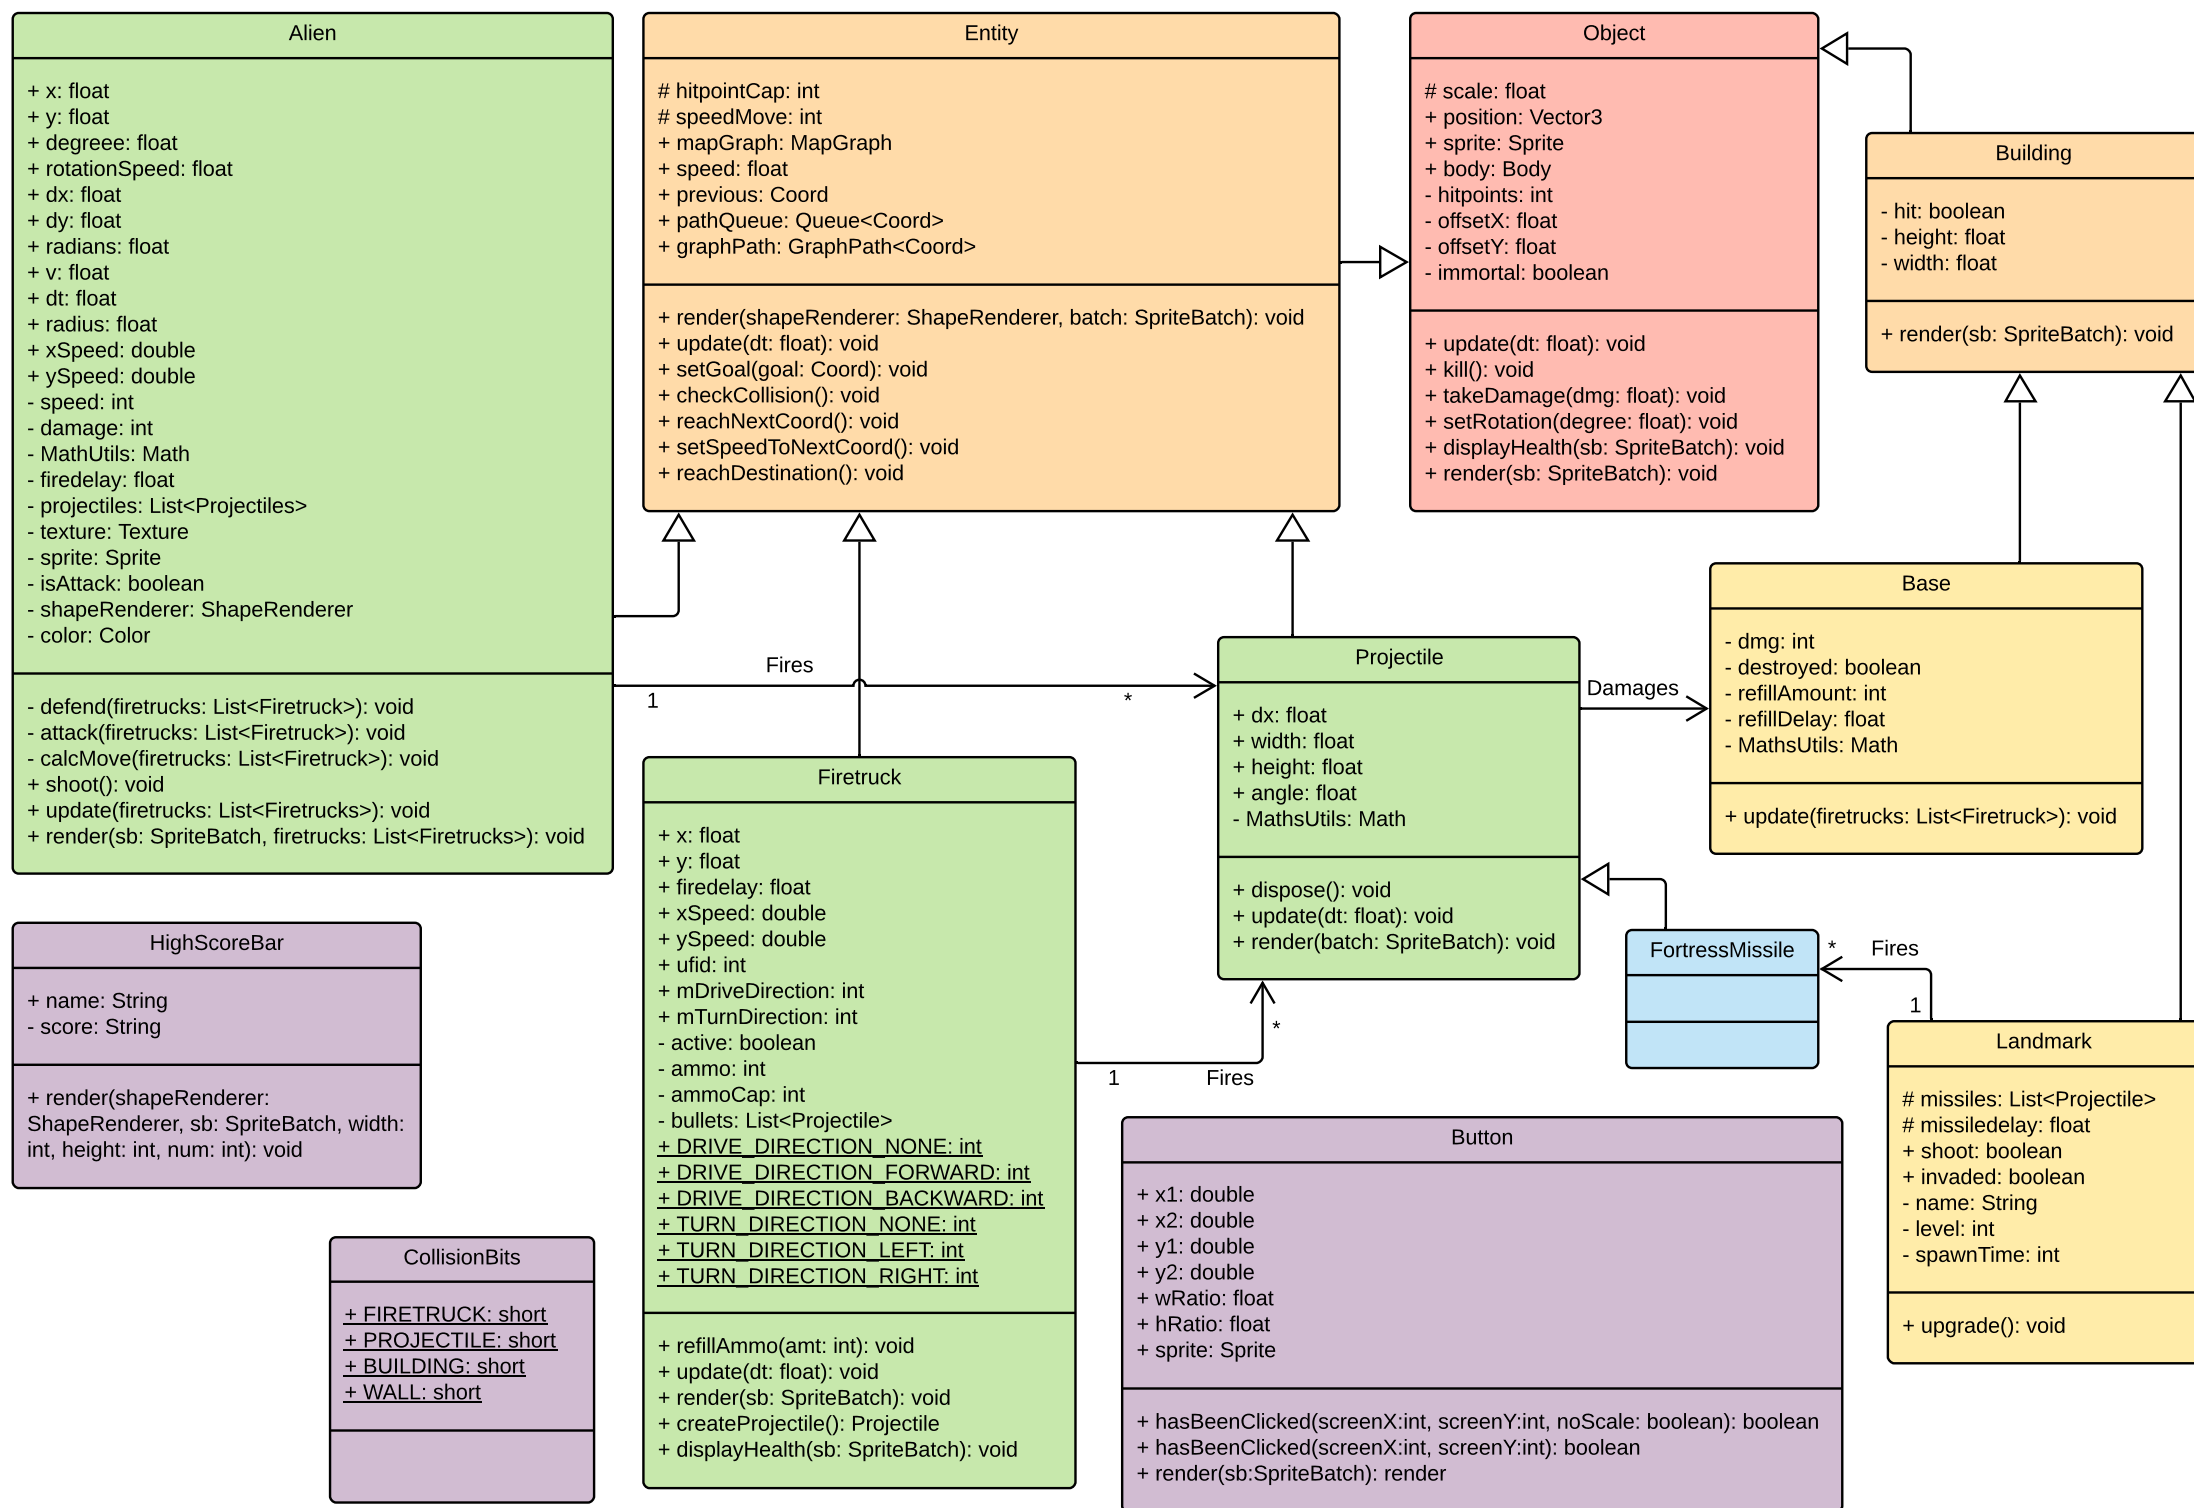 Alien
+ x: float
+ y: float
+ degreee: float
+ rotationSpeed: float
+ dx: float
+ dy: float
+ radians: float
+ v: float
+ dt: float
+ radius: float
+ xSpeed: double
+ ySpeed: double
- speed: int
- damage: int
- MathUtils: Math
- firedelay: float
- projectiles: List<Projectiles>
- texture: Texture
- sprite: Sprite
- isAttack: boolean
- shapeRenderer: ShapeRenderer
- color: Color
- defend(firetrucks: List<Firetruck>): void
- attack(firetrucks: List<Firetruck>): void
- calcMove(firetrucks: List<Firetruck>): void
+ shoot(): void
+ update(firetrucks: List<Firetrucks>): void
+ render(sb: SpriteBatch, firetrucks: List<Firetrucks>): void
Entity
# hitpointCap: int
# speedMove: int
+ mapGraph: MapGraph
+ speed: float
+ previous: Coord
+ pathQueue: Queue<Coord>
+ graphPath: GraphPath<Coord>
+ render(shapeRenderer: ShapeRenderer, batch: SpriteBatch): void
+ update(dt: float): void
+ setGoal(goal: Coord): void
+ checkCollision(): void
+ reachNextCoord(): void
+ setSpeedToNextCoord(): void
+ reachDestination(): void
Object
# scale: float
+ position: Vector3
+ sprite: Sprite
+ body: Body
- hitpoints: int
- offsetX: float
- offsetY: float
- immortal: boolean
+ update(dt: float): void
+ kill(): void
+ takeDamage(dmg: float): void
+ setRotation(degree: float): void
+ displayHealth(sb: SpriteBatch): void
+ render(sb: SpriteBatch): void
Building
- hit: boolean
- height: float
- width: float
+ render(sb: SpriteBatch): void
Fires
1
*
Projectile
+ dx: float
+ width: float
+ height: float
+ angle: float
- MathsUtils: Math
+ dispose(): void
+ update(dt: float): void
+ render(batch: SpriteBatch): void
Damages
Base
- dmg: int
- destroyed: boolean
- refillAmount: int
- refillDelay: float
- MathsUtils: Math
+ update(firetrucks: List<Firetruck>): void
Firetruck
+ x: float
+ y: float
+ firedelay: float
+ xSpeed: double
+ ySpeed: double
+ ufid: int
+ mDriveDirection: int
+ mTurnDirection: int
- active: boolean
- ammo: int
- ammoCap: int
- bullets: List<Projectile>
+ DRIVE_DIRECTION_NONE: int
+ DRIVE_DIRECTION_FORWARD: int
+ DRIVE_DIRECTION_BACKWARD: int
+ TURN_DIRECTION_NONE: int
+ TURN_DIRECTION_LEFT: int
+ TURN_DIRECTION_RIGHT: int
+ refillAmmo(amt: int): void
+ update(dt: float): void
+ render(sb: SpriteBatch): void
+ createProjectile(): Projectile
+ displayHealth(sb: SpriteBatch): void
*
1
Fires
FortressMissile
*
Fires
1
Landmark
# missiles: List<Projectile>
# missiledelay: float
+ shoot: boolean
+ invaded: boolean
- name: String
- level: int
- spawnTime: int
+ upgrade(): void
HighScoreBar
+ name: String
- score: String
+ render(shapeRenderer:
ShapeRenderer, sb: SpriteBatch, width:
int, height: int, num: int): void
CollisionBits
+ FIRETRUCK: short
+ PROJECTILE: short
+ BUILDING: short
+ WALL: short
Button
+ x1: double
+ x2: double
+ y1: double
+ y2: double
+ wRatio: float
+ hRatio: float
+ sprite: Sprite
+ hasBeenClicked(screenX:int, screenY:int, noScale: boolean): boolean
+ hasBeenClicked(screenX:int, screenY:int): boolean
+ render(sb:SpriteBatch): render